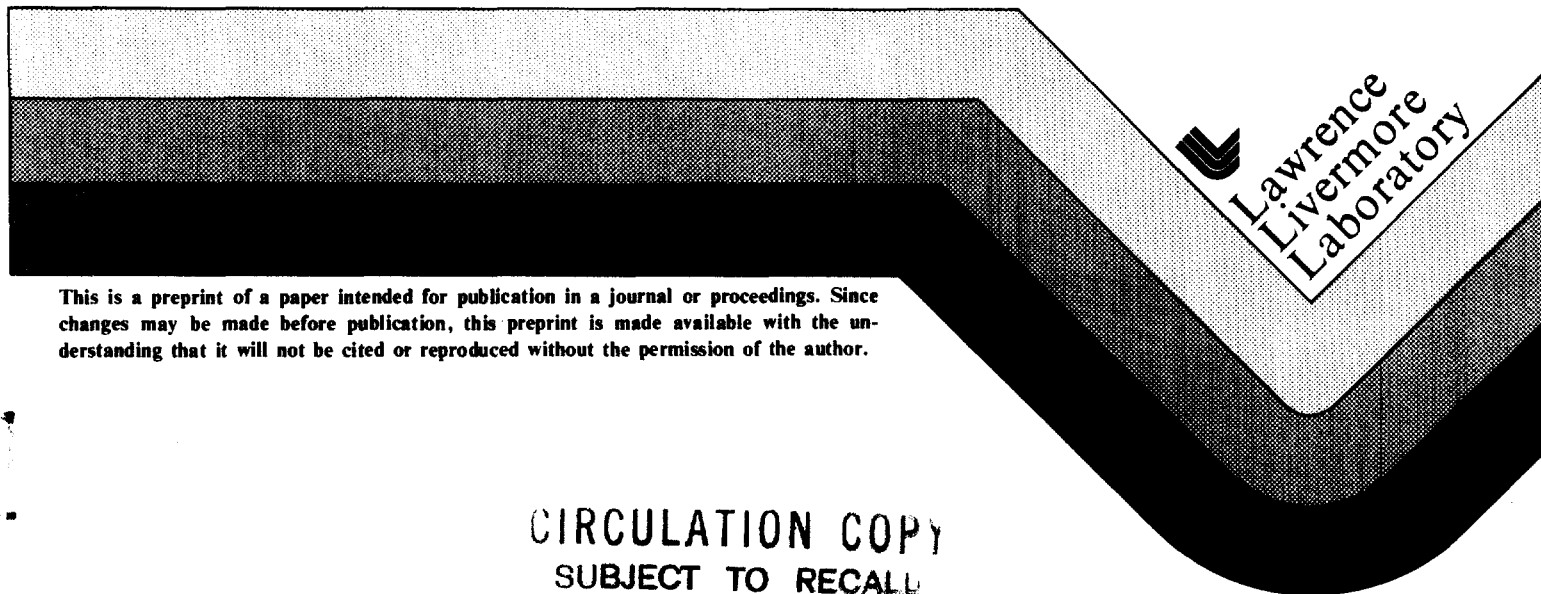 Lawrence
Livermore
Laboratory
This is a preprint of a paper intended for publication in a journal or proceedings. Since
changes may be made before publication, this preprint is made available with the un-
derstanding that it will not be cited or reproduced without the permission of the author.
CIRCULATION COPY
SUBJECT TO RECALL